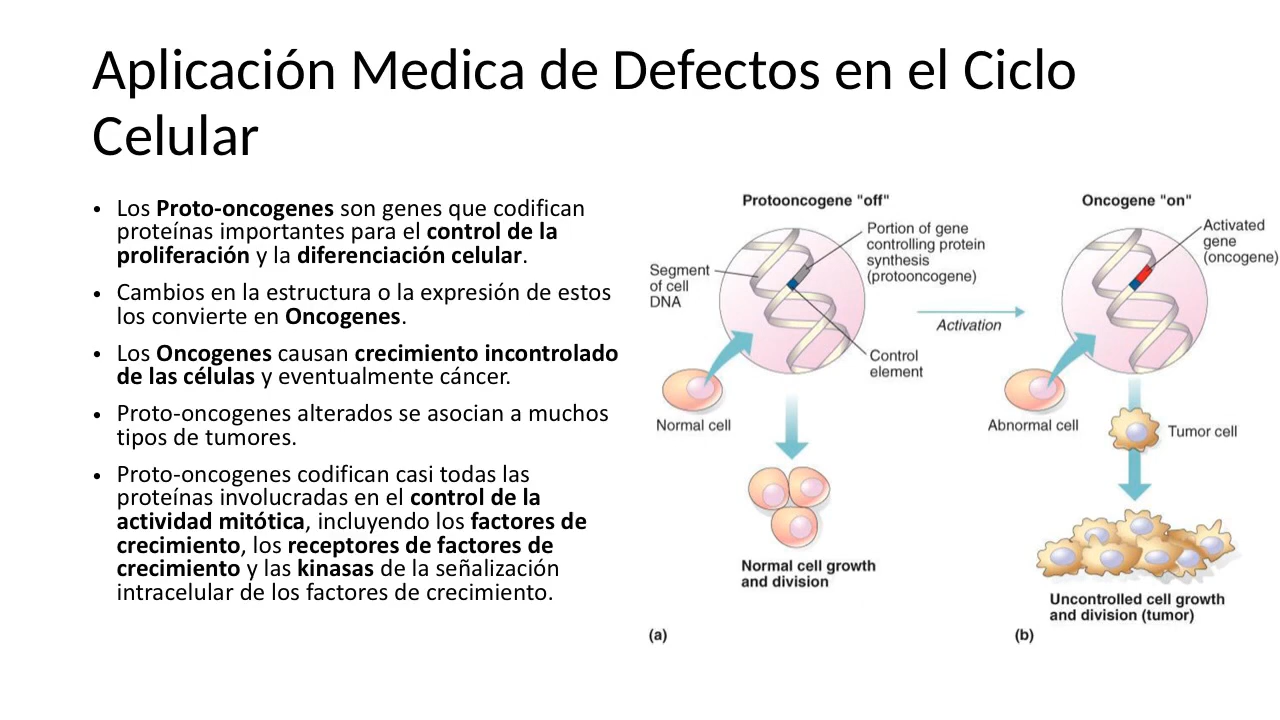 Aplicación Medica de Defectos en el Ciclo
Celular
• Los Proto-oncogenes son genes que codifican
proteínas importantes para el control de la
proliferación y la diferenciación celular.
• Cambios en la estructura o la expresión de estos
los convierte en Oncogenes.
• Los Oncogenes causan crecimiento incontrolado
de las células y eventualmente cáncer.
• Proto-oncogenes alterados se asocian a muchos
tipos de tumores.
• Proto-oncogenes codifican casi todas las
proteínas involucradas en el control de la
actividad mitótica, incluyendo los factores de
crecimiento, los receptores de factores de
crecimiento y las kinasas de la señalización
intracelular de los factores de crecimiento.
Protooncogene "off"
Portion of gene
controlling protein
synthesis
(protooncogene)
Segment
of cell
DNA
Activation
Control
element
Normal cell
Normal cell growth
and division
(a)
Oncogene "on"
Activated
gene
(oncogene)
Abnormal cell
Tumor cell
Uncontrolled cell growth
and division (tumor)
(b)